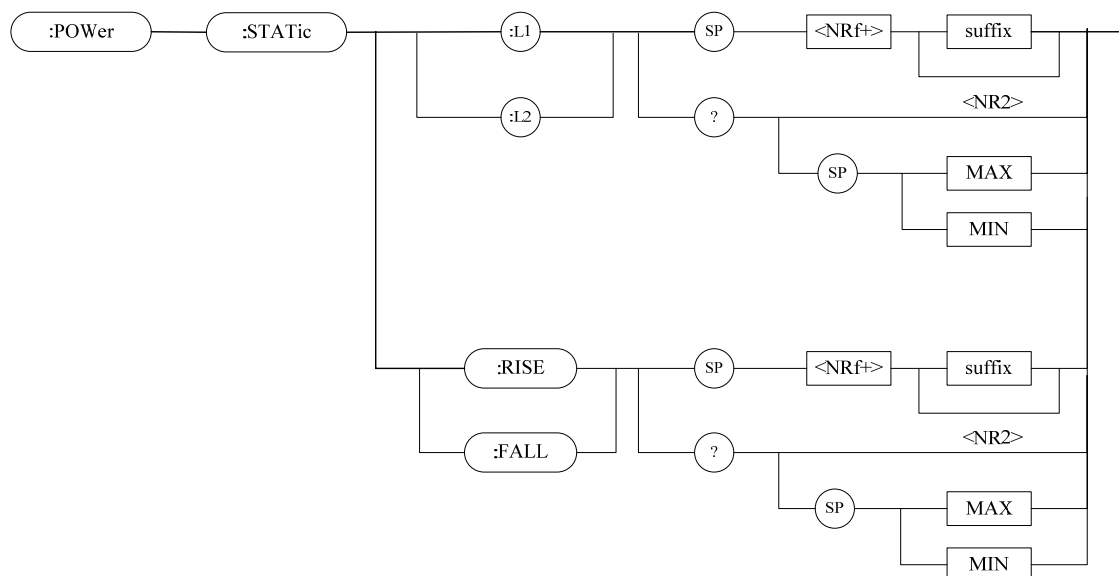 :POWer :STATic :L1 SP <NRf+> suffix
:L2 ? <NR2>
SP MAX
MIN
:RISE SP <NRf+> suffix
:FALL ? <NR2>
SP MAX
MIN